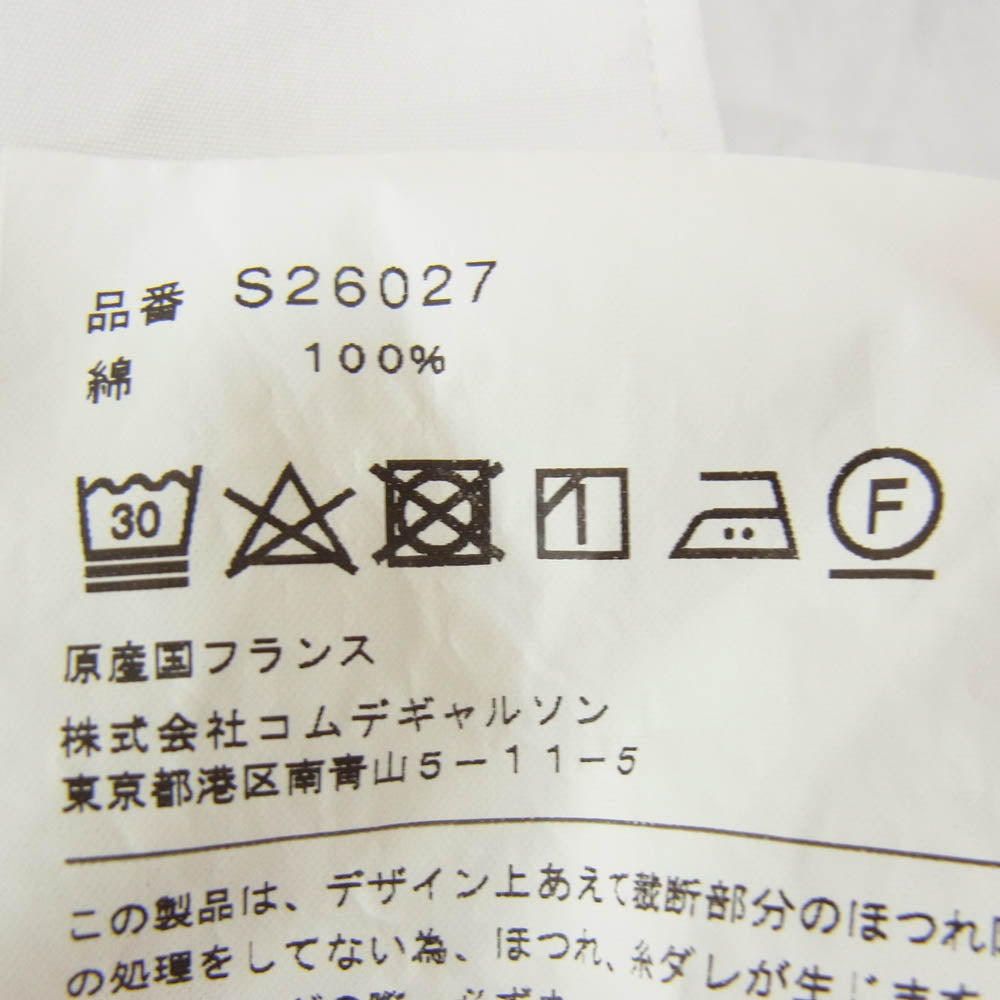 品番 S26027
綿 100%
30 F
原産国フランス
株式会社コムデギャルソン
東京都港区南青山5-11-5
この製品は、デザイン上あえて裁断部分のほつれ
の処理をしてない為、ほつれ、糸ダレが生じます